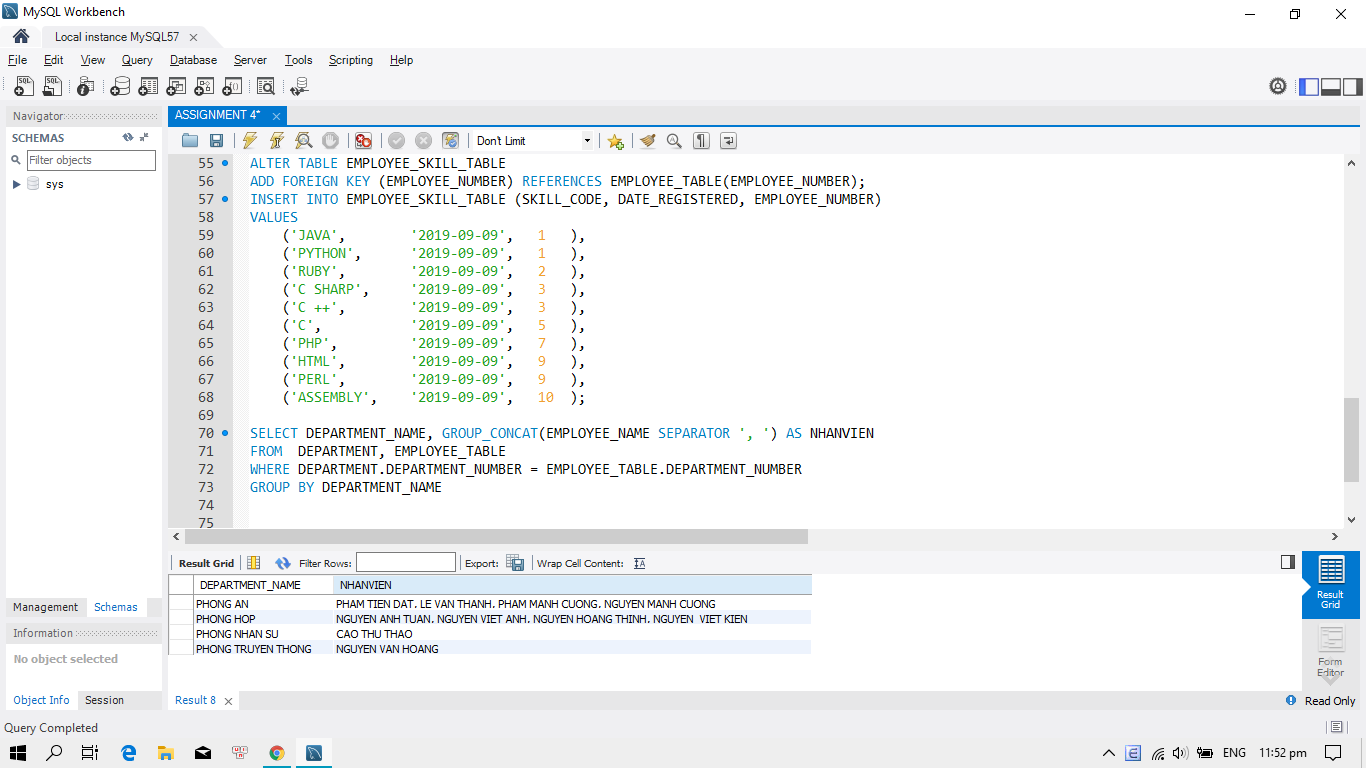 MySQL Workbench
Local instance MySQL57
File Edit View Query Database Server Tools Scripting Help
Navigator
SCHEMAS
Filter objects
sys
Management Schemas
Information
No object selected
Object Info Session
ASSIGNMENT 4*
Don't Limit
55 ALTER TABLE EMPLOYEE_SKILL_TABLE
56 ADD FOREIGN KEY (EMPLOYEE_NUMBER) REFERENCES EMPLOYEE_TABLE(EMPLOYEE_NUMBER);
57 INSERT INTO EMPLOYEE_SKILL_TABLE (SKILL_CODE, DATE_REGISTERED, EMPLOYEE_NUMBER)
58 VALUES
59 ('JAVA', '2019-09-09', 1 ),
60 ('PYTHON', '2019-09-09', 1 ),
61 ('RUBY', '2019-09-09', 2 ),
62 ('C SHARP', '2019-09-09', 3 ),
63 ('C ++', '2019-09-09', 3 ),
64 ('C', '2019-09-09', 5 ),
65 ('PHP', '2019-09-09', 7 ),
66 ('HTML', '2019-09-09', 9 ),
67 ('PERL', '2019-09-09', 9 ),
68 ('ASSEMBLY', '2019-09-09', 10 );
69
70 SELECT DEPARTMENT_NAME, GROUP_CONCAT(EMPLOYEE_NAME SEPARATOR ', ') AS NHANVIEN
71 FROM DEPARTMENT, EMPLOYEE_TABLE
72 WHERE DEPARTMENT.DEPARTMENT_NUMBER = EMPLOYEE_TABLE.DEPARTMENT_NUMBER
73 GROUP BY DEPARTMENT_NAME
74
75
Result Grid Filter Rows: Export: Wrap Cell Content:
DEPARTMENT_NAME NHANVIEN
PHONG AN PHAM TIEN DAT, LE VAN THANH, PHAM MANH CUONG, NGUYEN MANH CUONG
PHONG HOP NGUYEN ANH TUAN, NGUYEN VIET ANH, NGUYEN HOANG THINH, NGUYEN VIET KIEN
PHONG NHAN SU CAO THU THAO
PHONG TRUYEN THONG NGUYEN VAN HOANG
Result
Grid
Form
Editor
Result 8
Read Only
Query Completed
ENG 11:52 pm